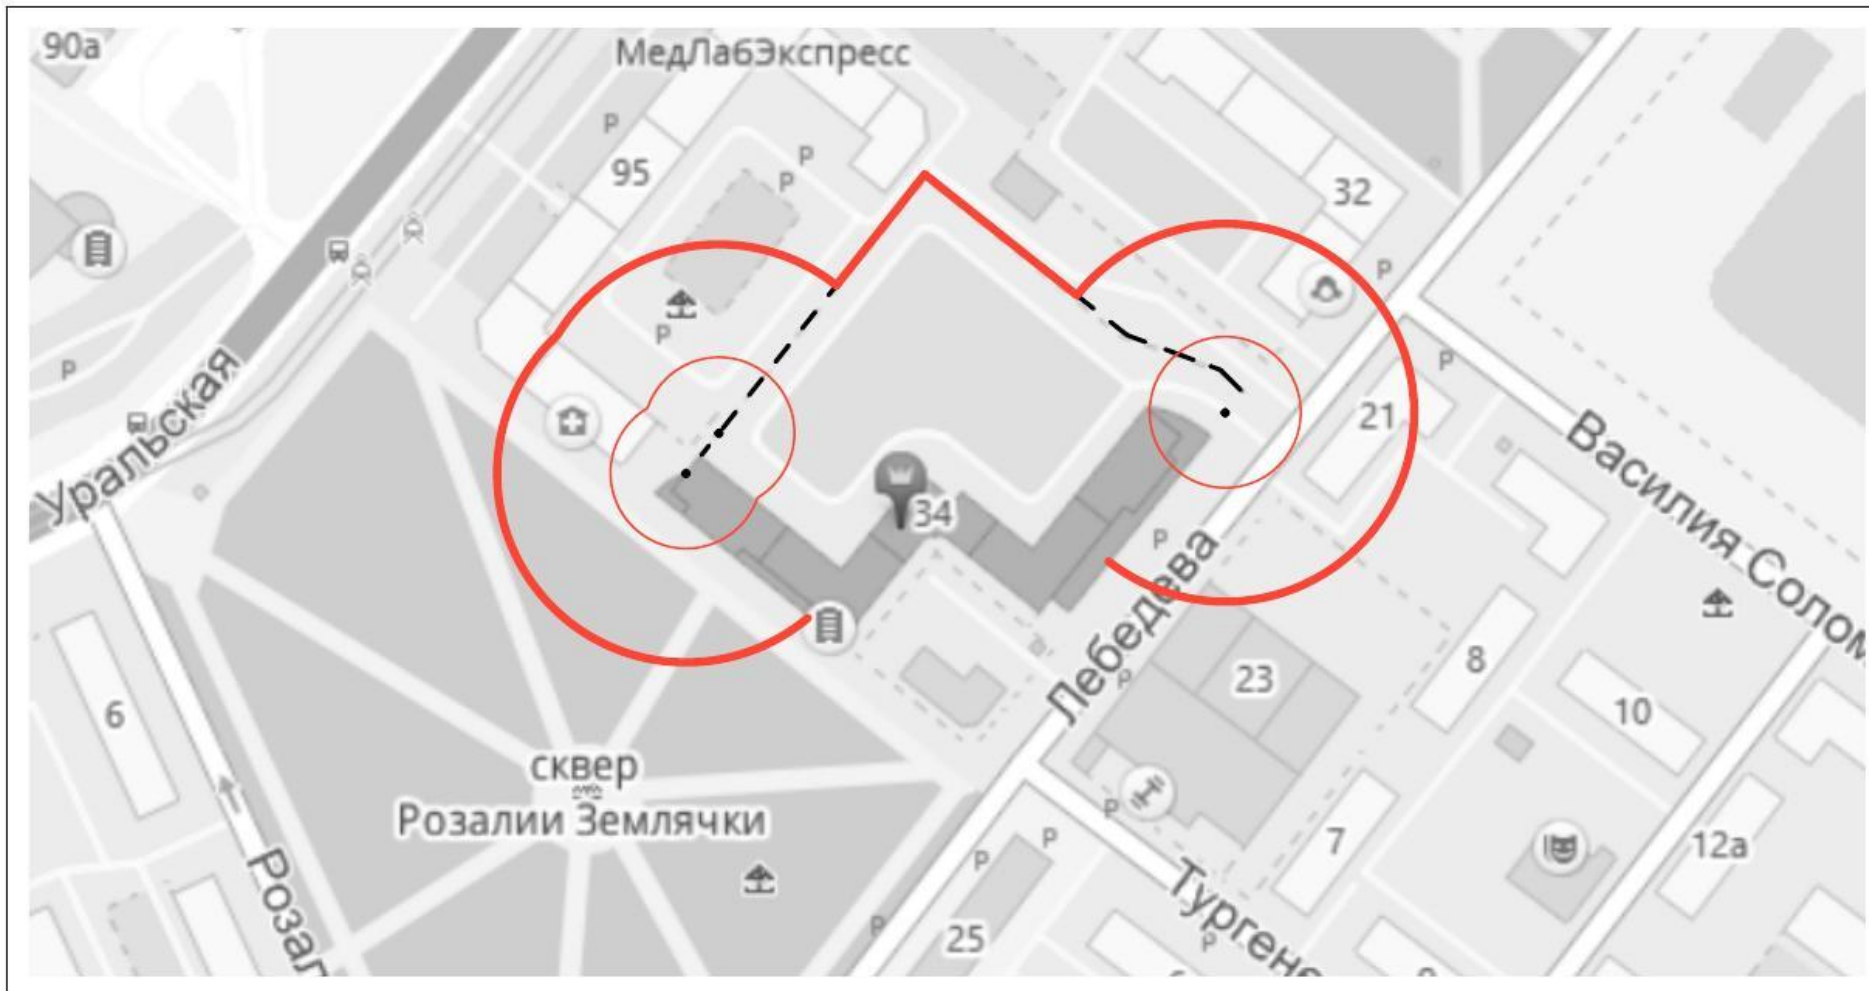 90а
МедЛабЭкспресс
P
P
P
95
32
P
P
P
P
Уральская
21
34
Василия Солом
P
Лебедева
P
23
8
6
10
сквер
Розалии Землячки
P
P
P
7
12а
Розал
Тургене
P
25
P